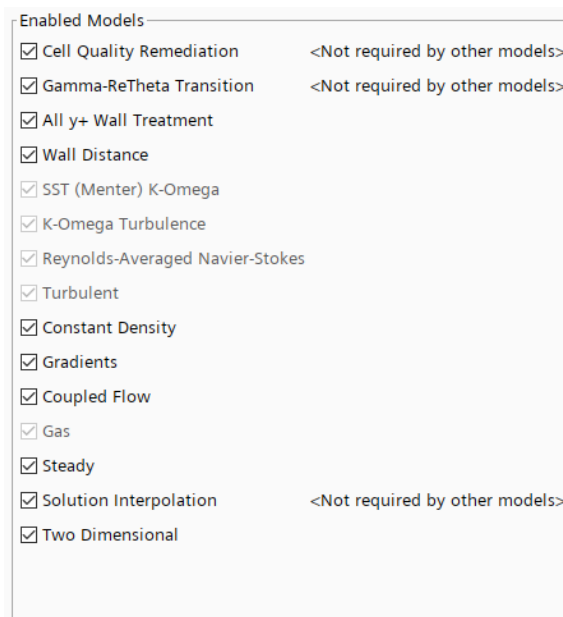 Enabled Models
Cell Quality Remediation <Not required by other models>
Gamma-ReTheta Transition <Not required by other models>
All y+ Wall Treatment
Wall Distance
SST (Menter) K-Omega
K-Omega Turbulence
Reynolds-Averaged Navier-Stokes
Turbulent
Constant Density
Gradients
Coupled Flow
Gas
Steady
Solution Interpolation <Not required by other models>
Two Dimensional